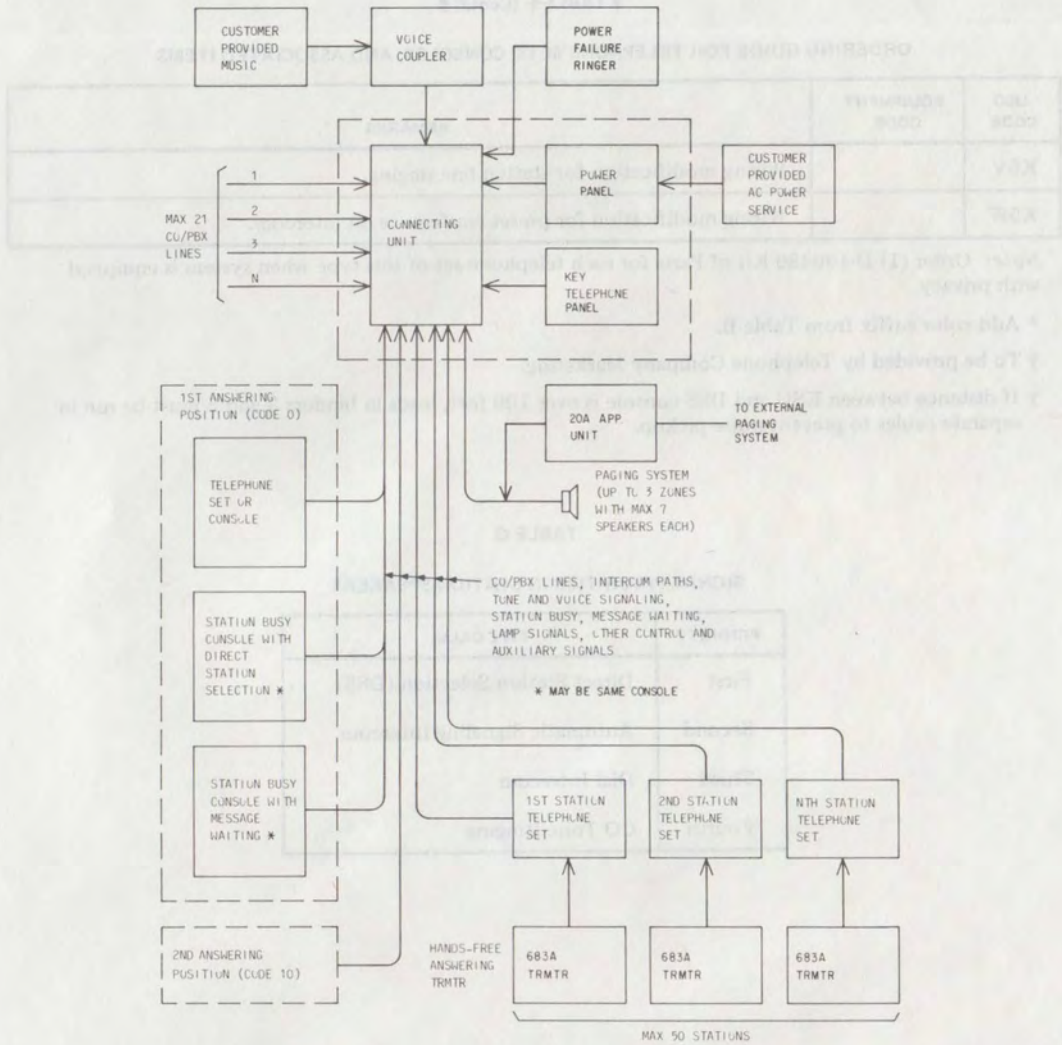 CUSTOMER
PROVIDED
MUSIC
VOICE
COUPLER
POWER
FAILURE
RINGER
CONNECTING
UNIT
POWER
PANEL
KEY
TELEPHONE
PANEL
CUSTOMER
PROVIDED
AC POWER
SERVICE
MAX 21
CO/PBX
LINES
1
2
3
N
1ST ANSWERING
POSITION (CODE 0)
TELEPHONE
SET OR
CONSOLE
STATION BUSY
CONSOLE WITH
DIRECT
STATION
SELECTION *
STATION BUSY
CONSOLE WITH
MESSAGE
WAITING *
2ND ANSWERING
POSITION (CODE 10)
20A APP
UNIT
TO EXTERNAL
PAGING
SYSTEM
PAGING SYSTEM
(UP TO 3 ZONES
WITH MAX 7
SPEAKERS EACH)
CO/PBX LINES, INTERCOM PATHS,
TONE AND VOICE SIGNALING,
STATION BUSY, MESSAGE WAITING,
LAMP SIGNALS, OTHER CONTROL AND
AUXILIARY SIGNALS
* MAY BE SAME CONSOLE
1ST STATION
TELEPHONE
SET
2ND STATION
TELEPHONE
SET
NTH STATION
TELEPHONE
SET
HANDS-FREE
ANSWERING
TRMTR
683A
TRMTR
683A
TRMTR
683A
TRMTR
MAX 50 STATIONS